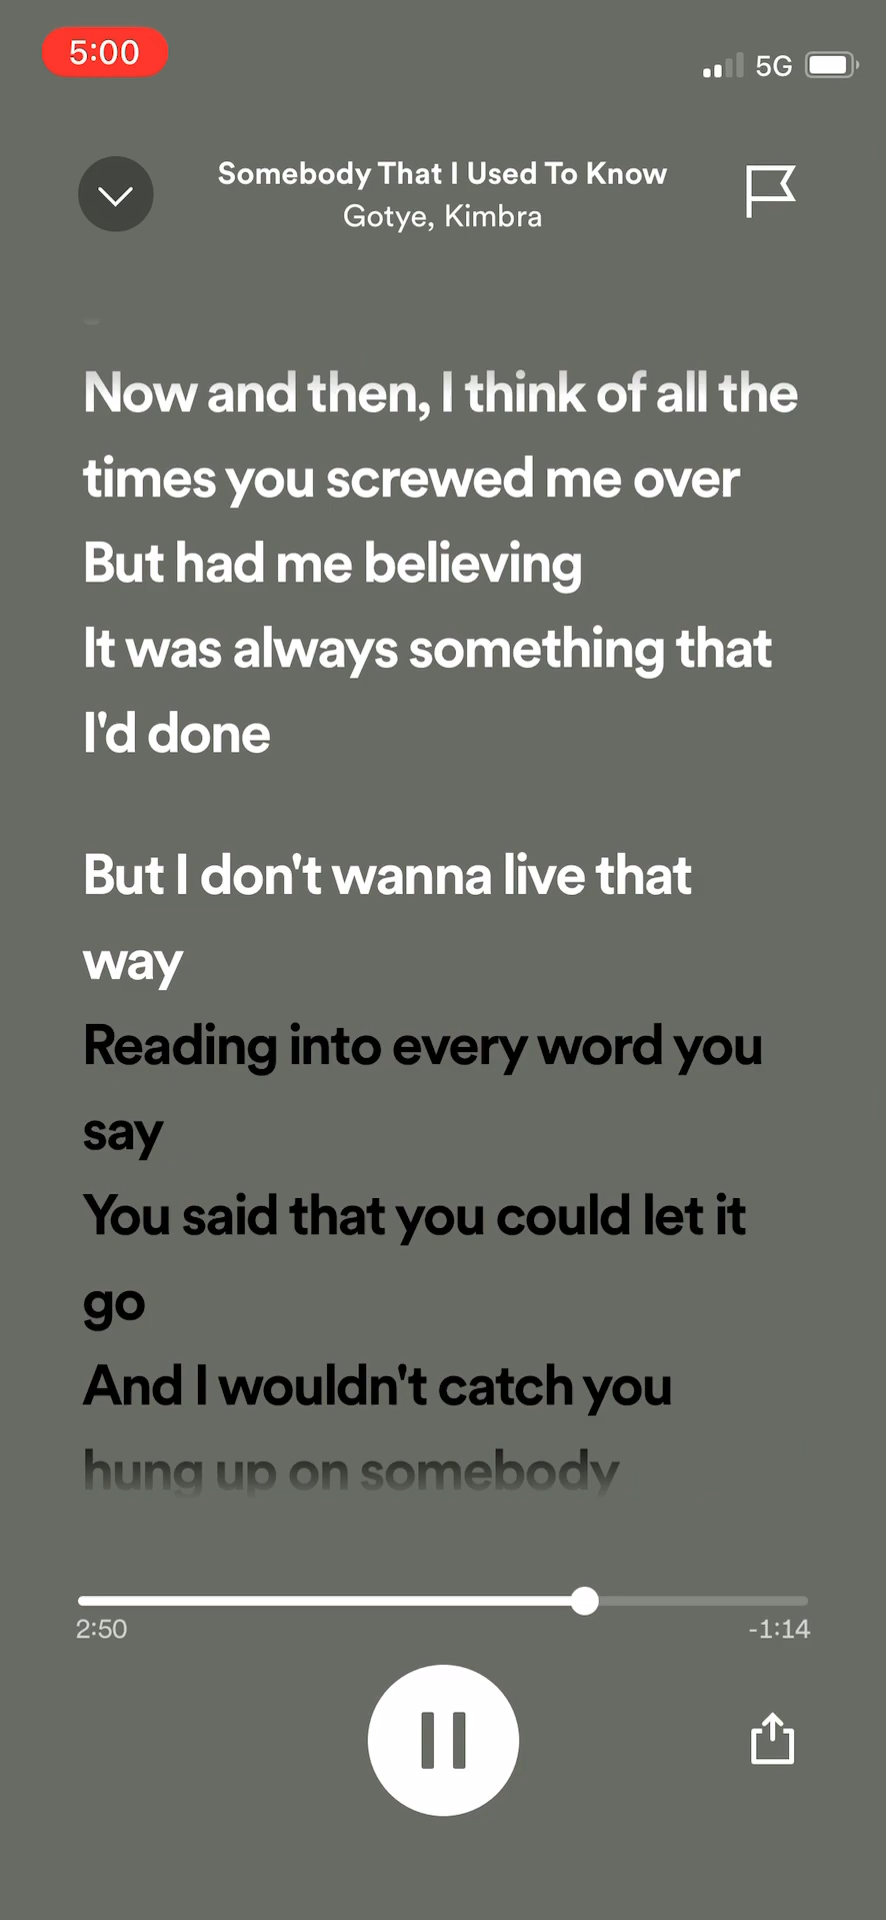 5:00
5G
Somebody That I Used To Know
Gotye, Kimbra
Now and then, I think of all the
times you screwed me over
But had me believing
It was always something that
I'd done
But I don't wanna live that
way
Reading into every word you
say
You said that you could let it
go
And I wouldn't catch you
hung up on somebody
2:50
-1:14